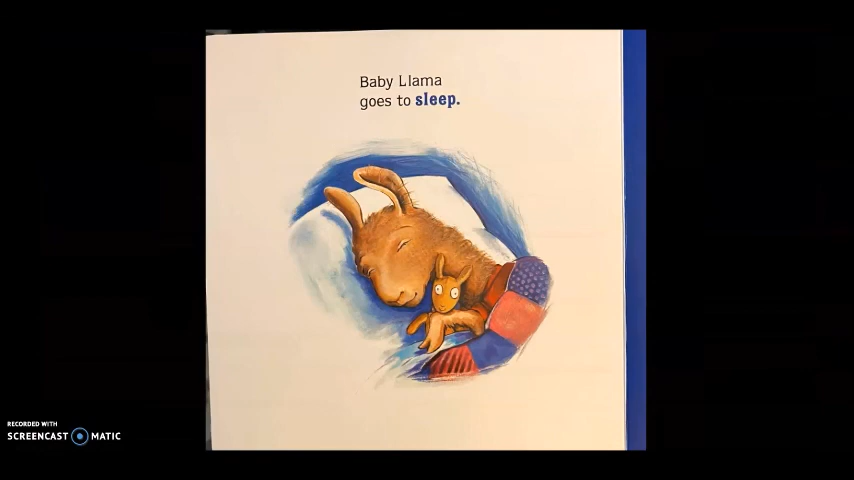 Baby Llama
goes to sleep.
RECORDED WITH
SCREENCAST MATIC